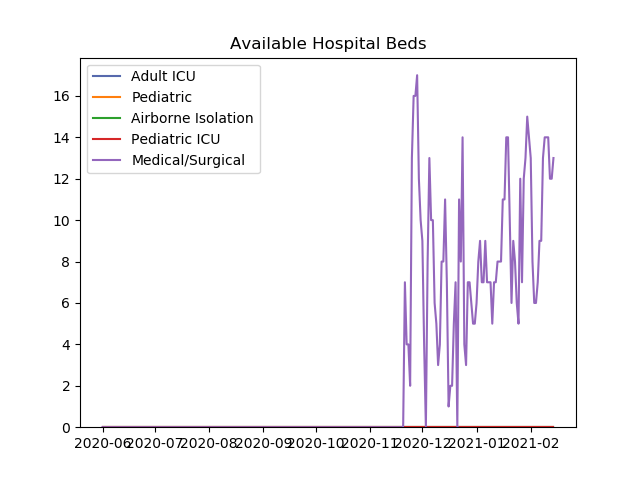 Available Hospital Beds
Adult ICU
Pediatric
Airborne Isolation
Pediatric ICU
Medical/Surgical
16
14
12
10
8
6
4
2
0
2020-06 2020-07 2020-08 2020-09 2020-10 2020-11 2020-12 2021-01 2021-02